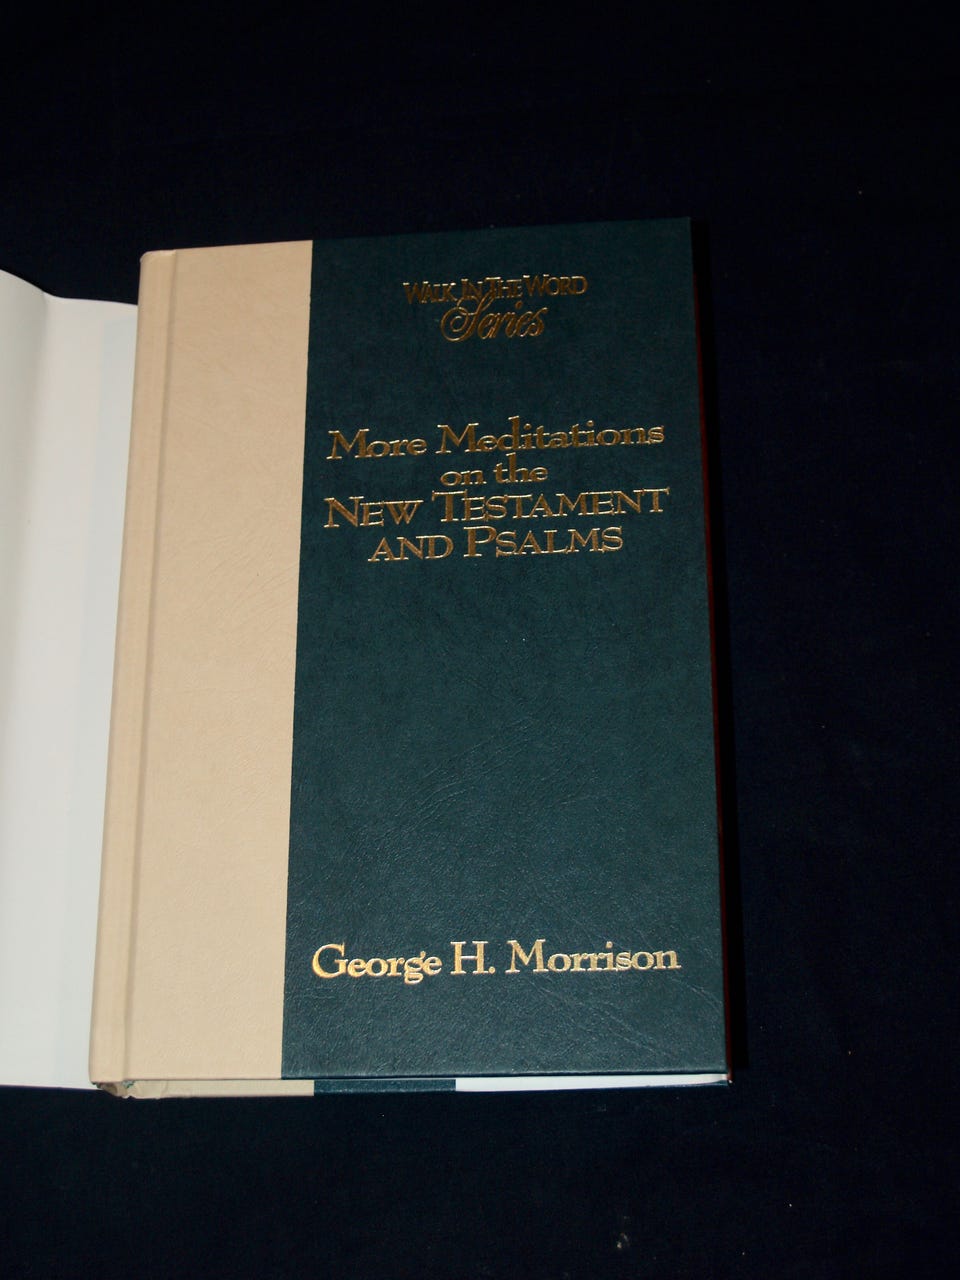 WALK IN THE WORD
Series
More Meditations
on the
NEW TESTAMENT
AND PSALMS
George H. Morrison